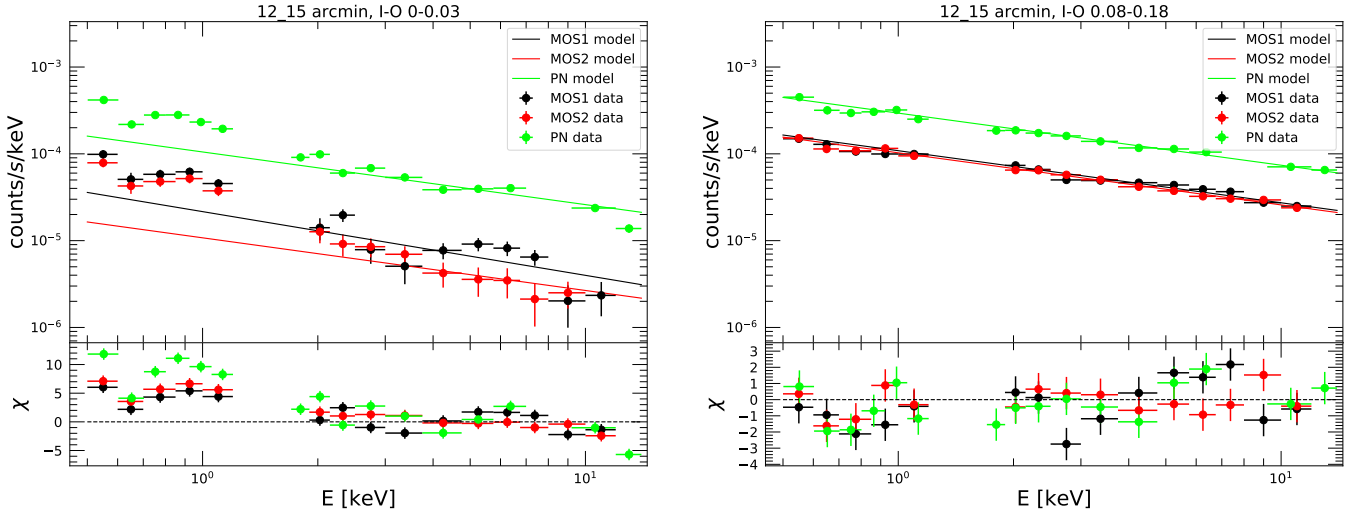 12_15 arcmin, I-O 0-0.03
counts/s/keV
10⁻³
10⁻⁴
10⁻⁵
10⁻⁶
MOS1 model
MOS2 model
PN model
MOS1 data
MOS2 data
PN data
χ
10
5
0
−5
10⁰
10¹
E [keV]
12_15 arcmin, I-O 0.08-0.18
counts/s/keV
10⁻³
10⁻⁴
10⁻⁵
10⁻⁶
MOS1 model
MOS2 model
PN model
MOS1 data
MOS2 data
PN data
χ
3
2
1
0
−1
−2
−3
−4
10⁰
10¹
E [keV]